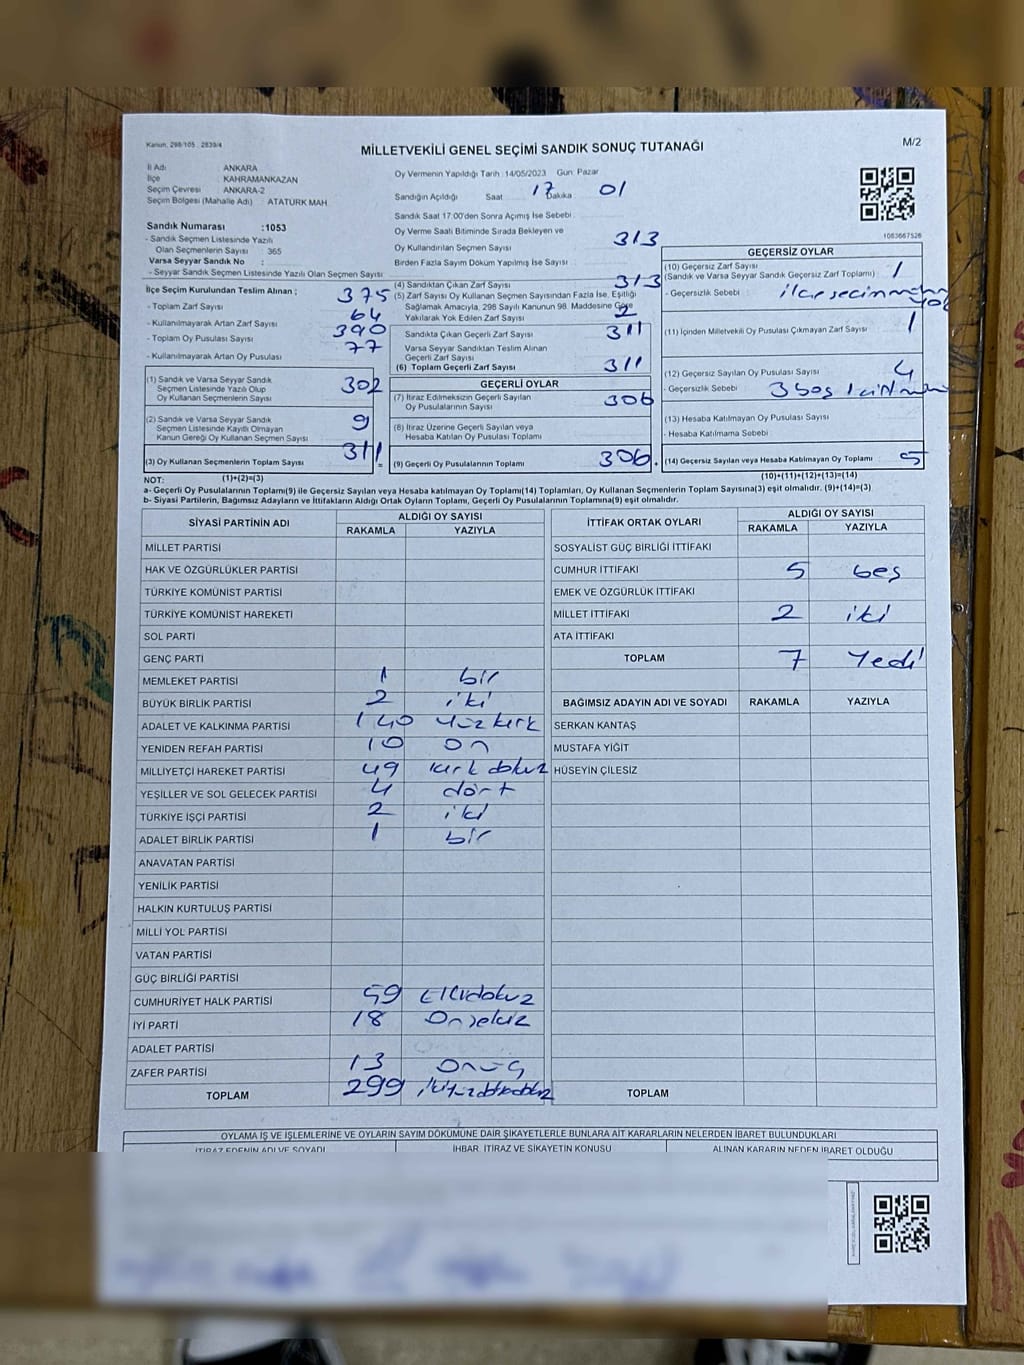 Kanun, 298/105 , 2839/4
MİLLETVEKİLİ GENEL SEÇİMİ SANDIK SONUÇ TUTANAĞI
M/2
İl Adı : ANKARA
İlçe : KAHRAMANKAZAN
Seçim Çevresi : ANKARA-2
Seçim Bölgesi (Mahalle Adı) : ATATÜRK MAH.
Sandık Numarası :1053
- Sandık Seçmen Listesinde Yazılı
Olan Seçmenlerin Sayısı : 365
Varsa Seyyar Sandık No :
- Seyyar Sandık Seçmen Listesinde Yazılı Olan Seçmen Sayısı:
Oy Vermenin Yapıldığı Tarih :14/05/2023 Gün: Pazar
Sandığın Açıldığı Saat 17 Dakika 01
Sandık Saat 17:00'den Sonra Açımış İse Sebebi :
Oy Verme Saati Bitiminde Sırada Bekleyen ve
Oy Kullandırılan Seçmen Sayısı 313
Birden Fazla Sayım Döküm Yapılmış İse Sayısı :
1063667526
İlçe Seçim Kurulundan Teslim Alınan ;
- Toplam Zarf Sayısı 375
- Kullanılmayarak Artan Zarf Sayısı 64
- Toplam Oy Pusulası Sayısı 390
- Kullanılmayarak Artan Oy Pusulası 77
(1) Sandık ve Varsa Seyyar Sandık
Seçmen Listesinde Yazılı Olup
Oy Kullanan Seçmenlerin Sayısı 302
(2) Sandık ve Varsa Seyyar Sandık
Seçmen Listesinde Kayıtlı Olmayan
Kanun Gereği Oy Kullanan Seçmen Sayısı 9
(3) Oy Kullanan Seçmenlerin Toplam Sayısı 311 =
(4) Sandıktan Çıkan Zarf Sayısı 313
(5) Zarf Sayısı Oy Kullanan Seçmen Sayısından Fazla İse, Eşitliği
Sağlamak Amacıyla, 298 Sayılı Kanunun 98. Maddesine Göre
Yakılarak Yok Edilen Zarf Sayısı 2
Sandıkta Çıkan Geçerli Zarf Sayısı 311
Varsa Seyyar Sandıktan Teslim Alınan
Geçerli Zarf Sayısı
(6) Toplam Geçerli Zarf Sayısı 311
GEÇERLİ OYLAR
(7) İtiraz Edilmeksizin Geçerli Sayılan
Oy Pusulalarının Sayısı 306
(8) İtiraz Üzerine Geçerli Sayılan veya
Hesaba Katılan Oy Pusulası Toplamı
(9) Geçerli Oy Pusulalarının Toplamı 306 .
GEÇERSİZ OYLAR
(10) Geçersiz Zarf Sayısı
(Sandık ve Varsa Seyyar Sandık Geçersiz Zarf Toplamı) 1
- Geçersizlik Sebebi :
(11) İçinden Milletvekili Oy Pusulası Çıkmayan Zarf Sayısı 1
(12) Geçersiz Sayılan Oy Pusulası Sayısı 4
- Geçersizlik Sebebi : 3 boş 1
(13) Hesaba Katılmayan Oy Pusulası Sayısı
- Hesaba Katılmama Sebebi
(14) Geçersiz Sayılan veya Hesaba Katılmayan Oy Toplamı 5
NOT: (1)+(2)=(3) (10)+(11)+(12)+(13)=(14)
a- Geçerli Oy Pusulalarının Toplamı(9) ile Geçersiz Sayılan veya Hesaba katılmayan Oy Toplamı(14) Toplamları, Oy Kullanan Seçmenlerin Toplam Sayısına(3) eşit olmalıdır. (9)+(14)=(3)
b- Siyasi Partilerin, Bağımsız Adayların ve İttifakların Aldığı Ortak Oyların Toplamı, Geçerli Oy Pusulalarının Toplamına(9) eşit olmalıdır.
SİYASİ PARTİNİN ADI ALDIĞI OY SAYISI
RAKAMLA YAZIYLA
MİLLET PARTİSİ
HAK VE ÖZGÜRLÜKLER PARTİSİ
TÜRKİYE KOMÜNİST PARTİSİ
TÜRKİYE KOMÜNİST HAREKETİ
SOL PARTİ
GENÇ PARTİ
MEMLEKET PARTİSİ 1 bir
BÜYÜK BİRLİK PARTİSİ 2 iki
ADALET VE KALKINMA PARTİSİ 140 yüzkırk
YENİDEN REFAH PARTİSİ 10 on
MİLLİYETÇİ HAREKET PARTİSİ 49 kırk dokuz
YEŞİLLER VE SOL GELECEK PARTİSİ 4 dört
TÜRKİYE İŞÇİ PARTİSİ 2 iki
ADALET BİRLİK PARTİSİ 1 bir
ANAVATAN PARTİSİ
YENİLİK PARTİSİ
HALKIN KURTULUŞ PARTİSİ
MİLLİ YOL PARTİSİ
VATAN PARTİSİ
GÜÇ BİRLİĞİ PARTİSİ
CUMHURİYET HALK PARTİSİ 59 Ellidokuz
İYİ PARTİ 18 Onsekiz
ADALET PARTİSİ
ZAFER PARTİSİ 13 Onüç
TOPLAM 299 ikiyüzdoksandokuz
İTTİFAK ORTAK OYLARI ALDIĞI OY SAYISI
RAKAMLA YAZIYLA
SOSYALİST GÜÇ BİRLİĞİ İTTİFAKI
CUMHUR İTTİFAKI 5 beş
EMEK VE ÖZGÜRLÜK İTTİFAKI
MİLLET İTTİFAKI 2 iki
ATA İTTİFAKI
TOPLAM 7 Yedi
BAĞIMSIZ ADAYIN ADI VE SOYADI RAKAMLA YAZIYLA
SERKAN KANTAŞ
MUSTAFA YİĞİT
HÜSEYİN ÇİLESİZ
TOPLAM
OYLAMA İŞ VE İŞLEMLERİNE VE OYLARIN SAYIM DÖKÜMÜNE DAİR ŞİKAYETLERLE BUNLARA AİT KARARLARIN NELERDEN İBARET BULUNDUKLARI
İTİRAZ EDENİN ADI VE SOYADI İHBAR, İTİRAZ VE ŞİKAYETİN KONUSU ALINAN KARARIN NEDEN İBARET OLDUĞU